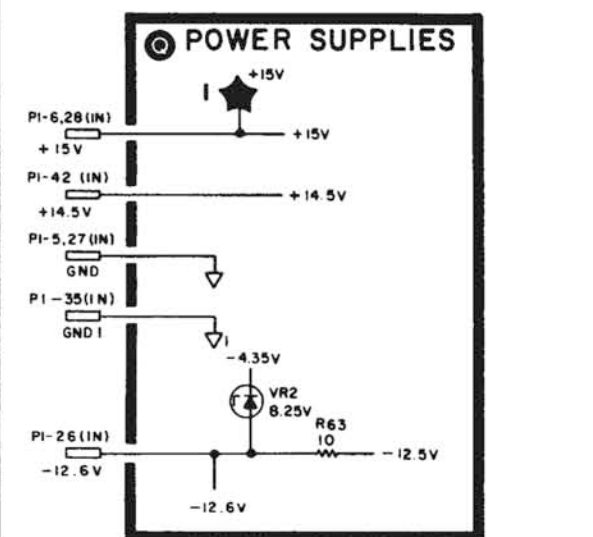 Q POWER SUPPLIES
+15V
1
P1-6,28(IN)
+15V
+15V
P1-42 (IN)
+14.5V
+14.5V
P1-5,27(IN)
GND
P1-35(IN)
GND 1
1
-4.35V
VR2
8.25V
R63
10
P1-26(IN)
-12.6V
-12.5V
-12.6V